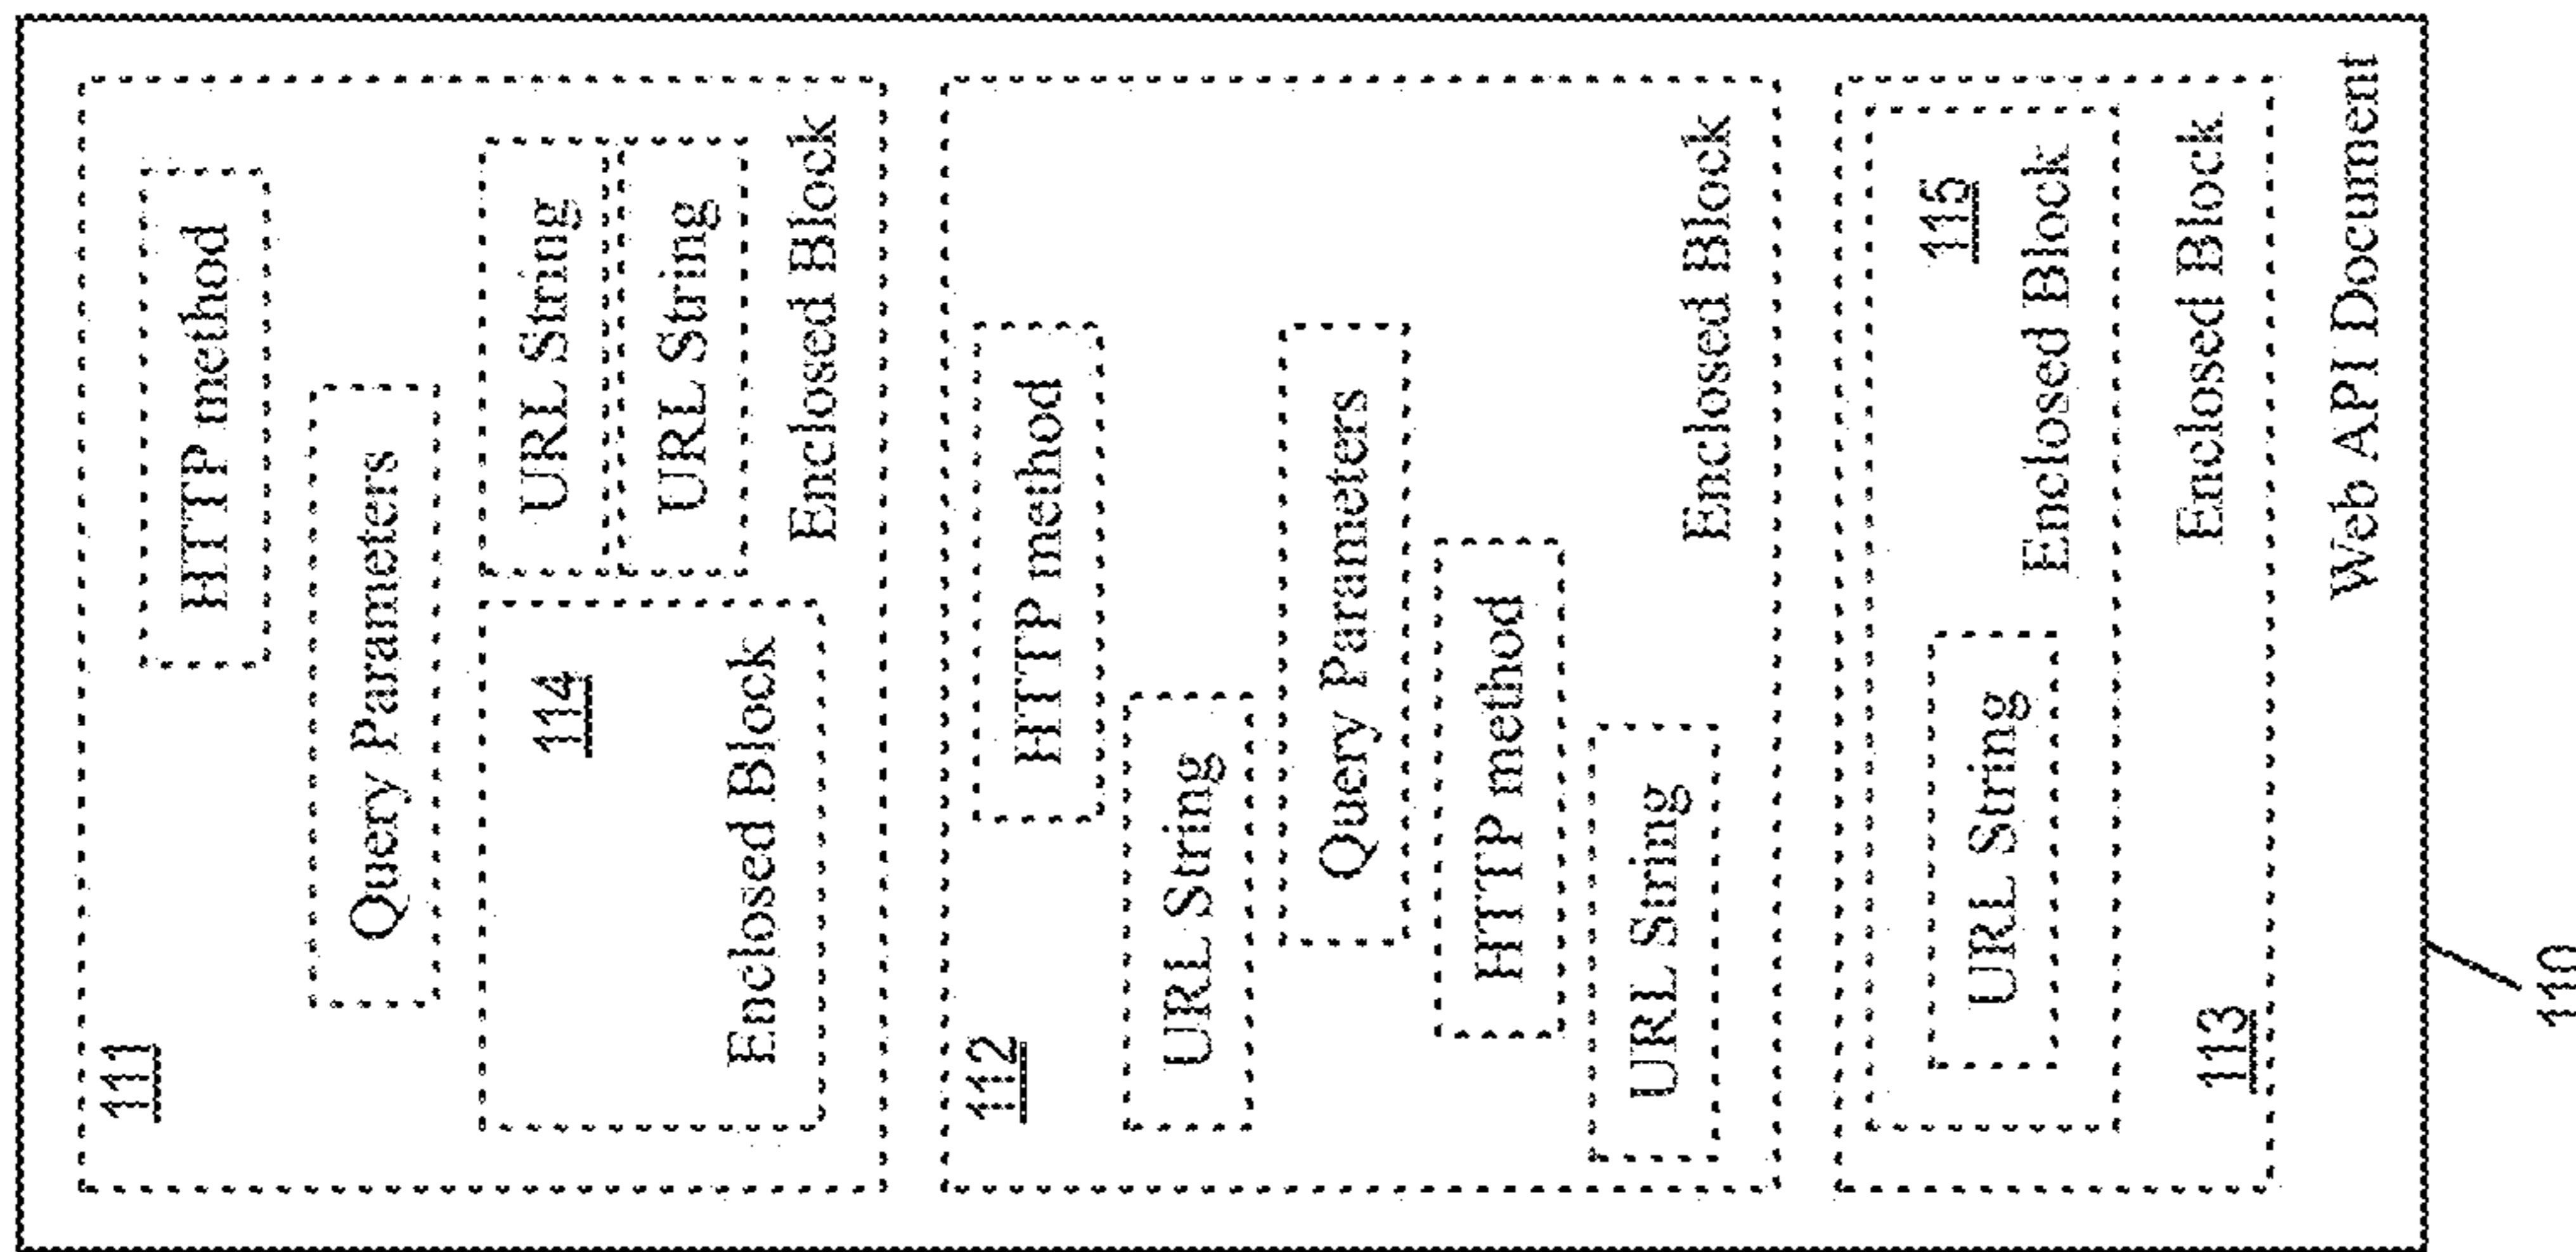 111
HTTP method
Query Parameters
114
Enclosed Block
URL String
URL String
Enclosed Block
112
HTTP method
URL String
Query Parameters
HTTP method
URL String
Enclosed Block
115
URL String
Enclosed Block
113
Enclosed Block
Web API Document
110